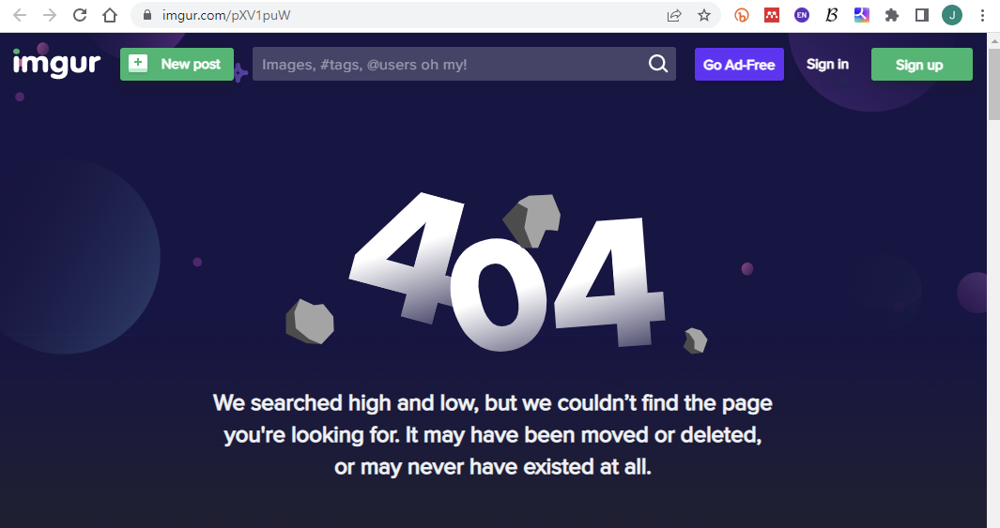 imgur.com/pXV1puW
EN
B
J
imgur
New post
Images, #tags, @users oh my!
Go Ad-Free
Sign in
Sign up
404
We searched high and low, but we couldn’t find the page
you're looking for. It may have been moved or deleted,
or may never have existed at all.